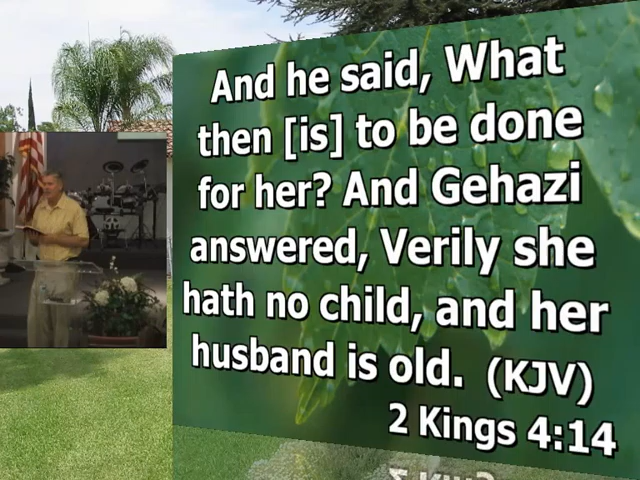 And he said, What
then [is] to be done
for her? And Gehazi
answered, Verily she
hath no child, and her
husband is old. (KJV)
2 Kings 4:14